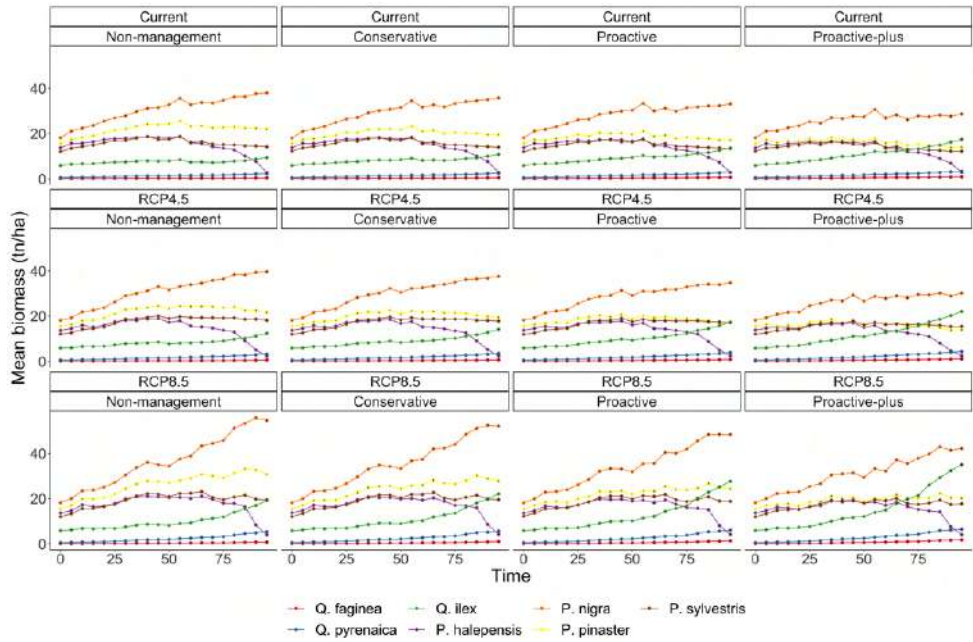 Current Current Current Current
Non-management Conservative Proactive Proactive-plus
40
20
0
RCP4.5 RCP4.5 RCP4.5 RCP4.5
Non-management Conservative Proactive Proactive-plus
40
20
0
RCP8.5 RCP8.5 RCP8.5 RCP8.5
Non-management Conservative Proactive Proactive-plus
40
20
0
Mean biomass (tn/ha)
0 25 50 75 0 25 50 75 0 25 50 75 0 25 50 75
Time
Q. faginea Q. ilex P. nigra P. sylvestris
Q. pyrenaica P. halepensis P. pinaster